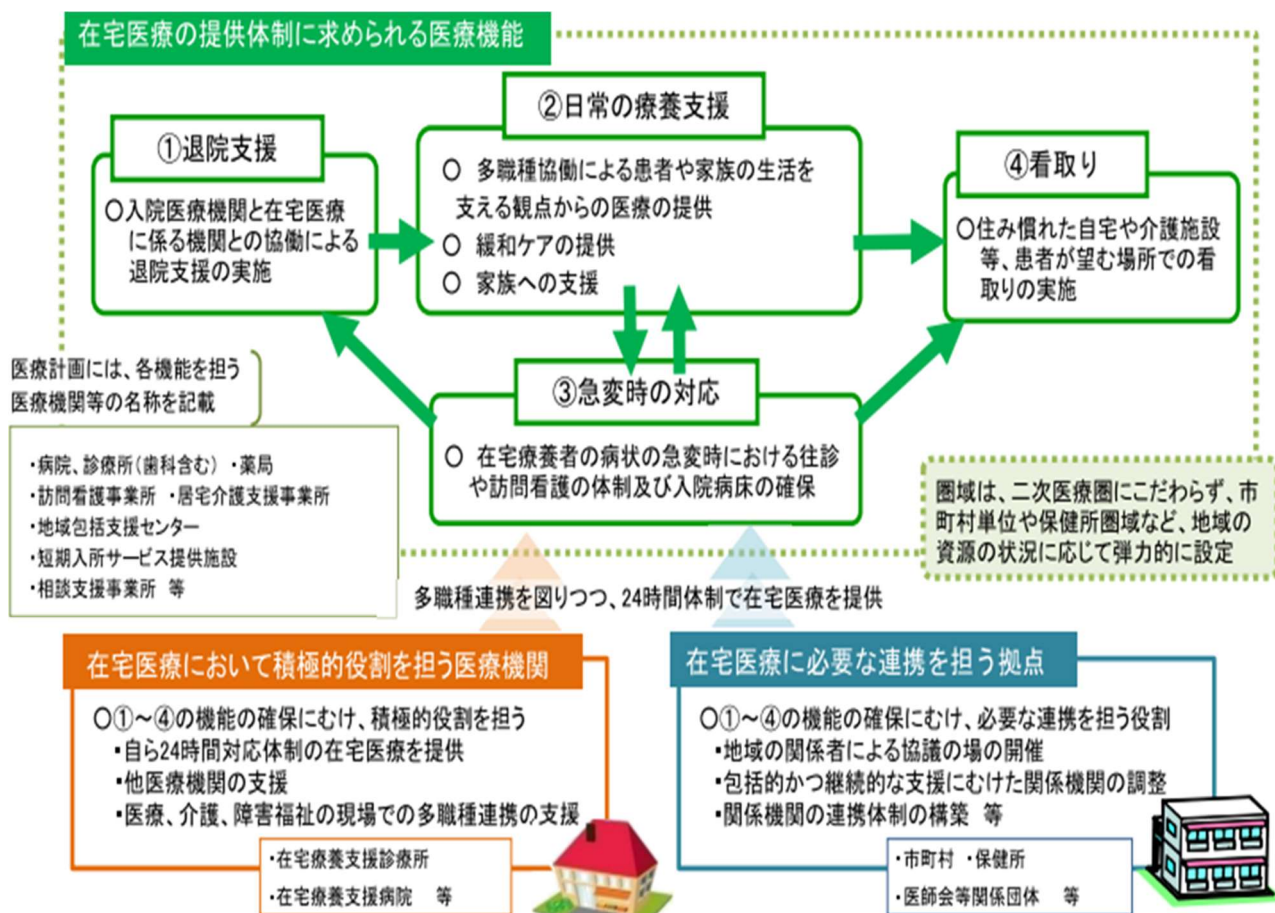 在宅医療の提供体制に求められる医療機能
①退院支援
○入院医療機関と在宅医療
に係る機関との協働による
退院支援の実施
②日常の療養支援
○ 多職種協働による患者や家族の生活を
支える観点からの医療の提供
○ 緩和ケアの提供
○ 家族への支援
④看取り
○住み慣れた自宅や介護施設
等、患者が望む場所での看
取りの実施
③急変時の対応
○ 在宅療養者の病状の急変時における往診
や訪問看護の体制及び入院病床の確保
医療計画には、各機能を担う
医療機関等の名称を記載
・病院、診療所(歯科含む) ・薬局
・訪問看護事業所 ・居宅介護支援事業所
・地域包括支援センター
・短期入所サービス提供施設
・相談支援事業所 等
圏域は、二次医療圏にこだわらず、市
町村単位や保健所圏域など、地域の
資源の状況に応じて弾力的に設定
多職種連携を図りつつ、24時間体制で在宅医療を提供
在宅医療において積極的役割を担う医療機関
○①~④の機能の確保にむけ、積極的役割を担う
・自ら24時間対応体制の在宅医療を提供
・他医療機関の支援
・医療、介護、障害福祉の現場での多職種連携の支援
・在宅療養支援診療所
・在宅療養支援病院 等
在宅医療に必要な連携を担う拠点
○①~④の機能の確保にむけ、必要な連携を担う役割
・地域の関係者による協議の場の開催
・包括的かつ継続的な支援にむけた関係機関の調整
・関係機関の連携体制の構築 等
・市町村 ・保健所
・医師会等関係団体 等